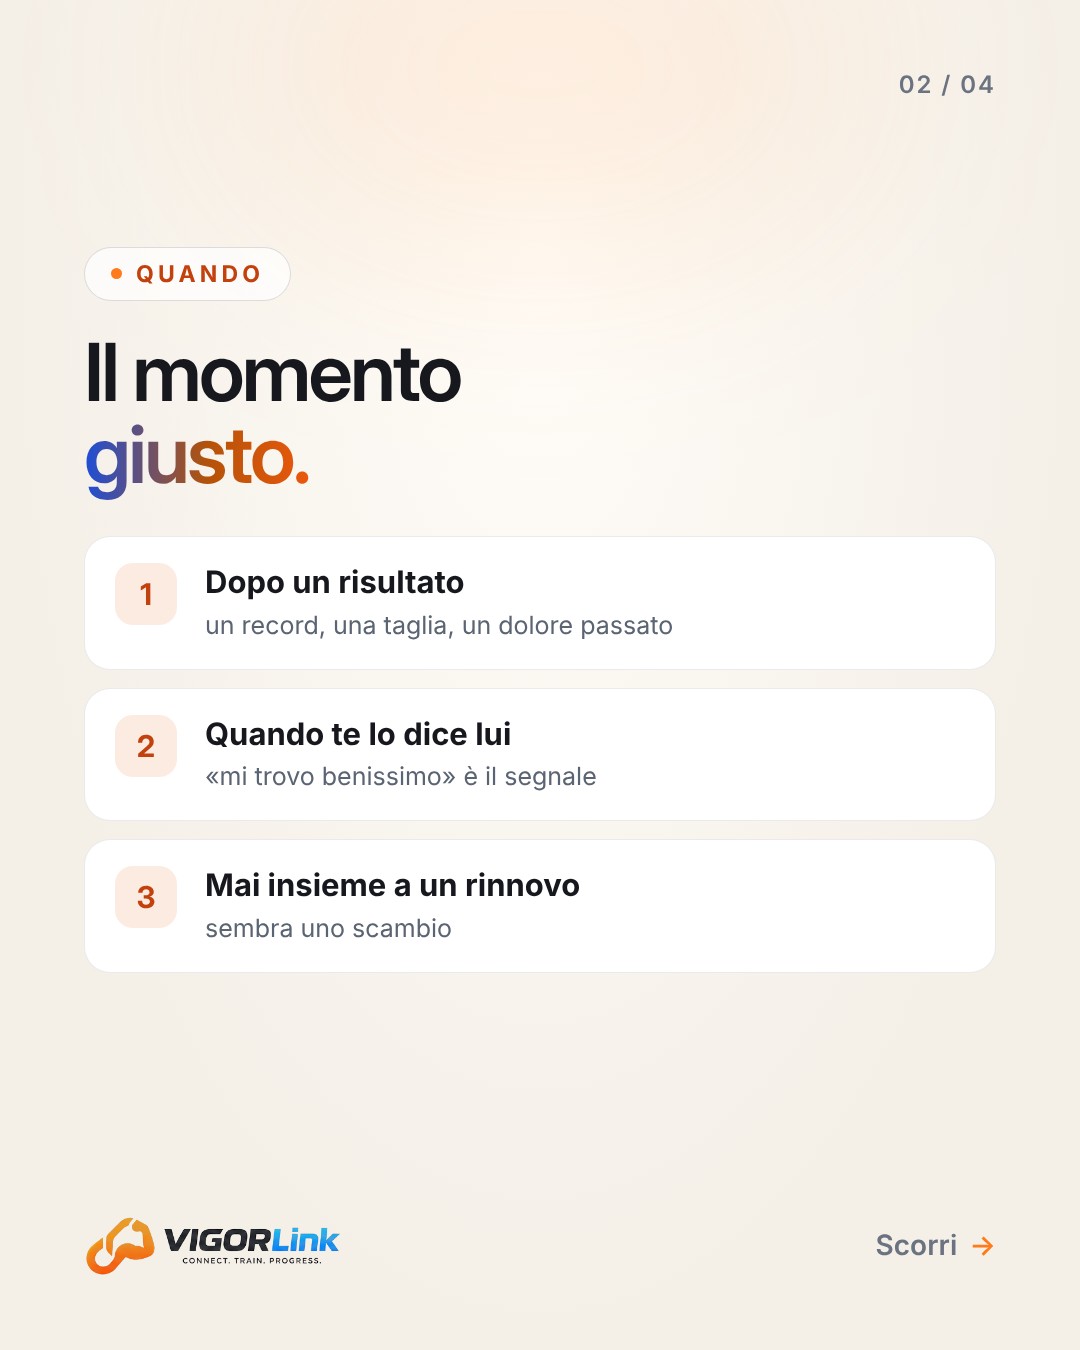 02 / 04
QUANDO
Il momento
giusto.
1
Dopo un risultato
un record, una taglia, un dolore passato
2
Quando te lo dice lui
«mi trovo benissimo» è il segnale
3
Mai insieme a un rinnovo
sembra uno scambio
VIGORLink
CONNECT. TRAIN. PROGRESS.
Scorri →